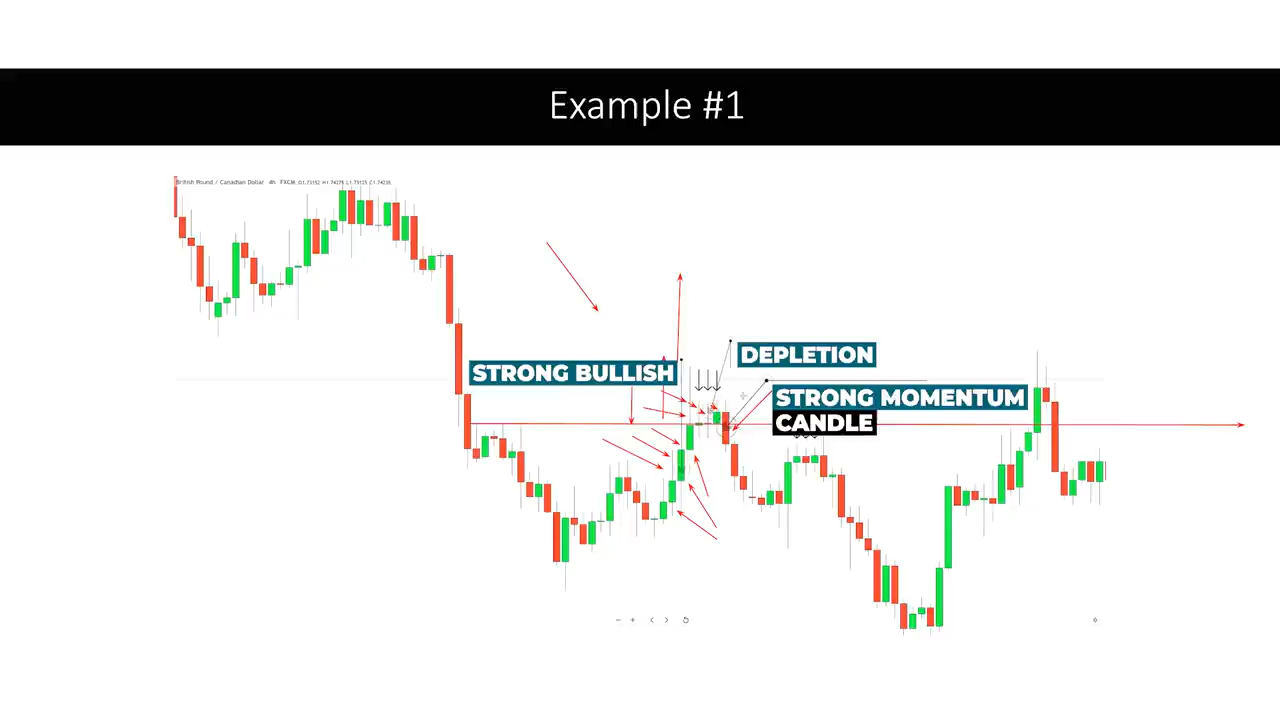 Example #1
British Pound / Canadian Dollar 4h FXCM
DEPLETION
STRONG BULLISH
STRONG MOMENTUM
CANDLE